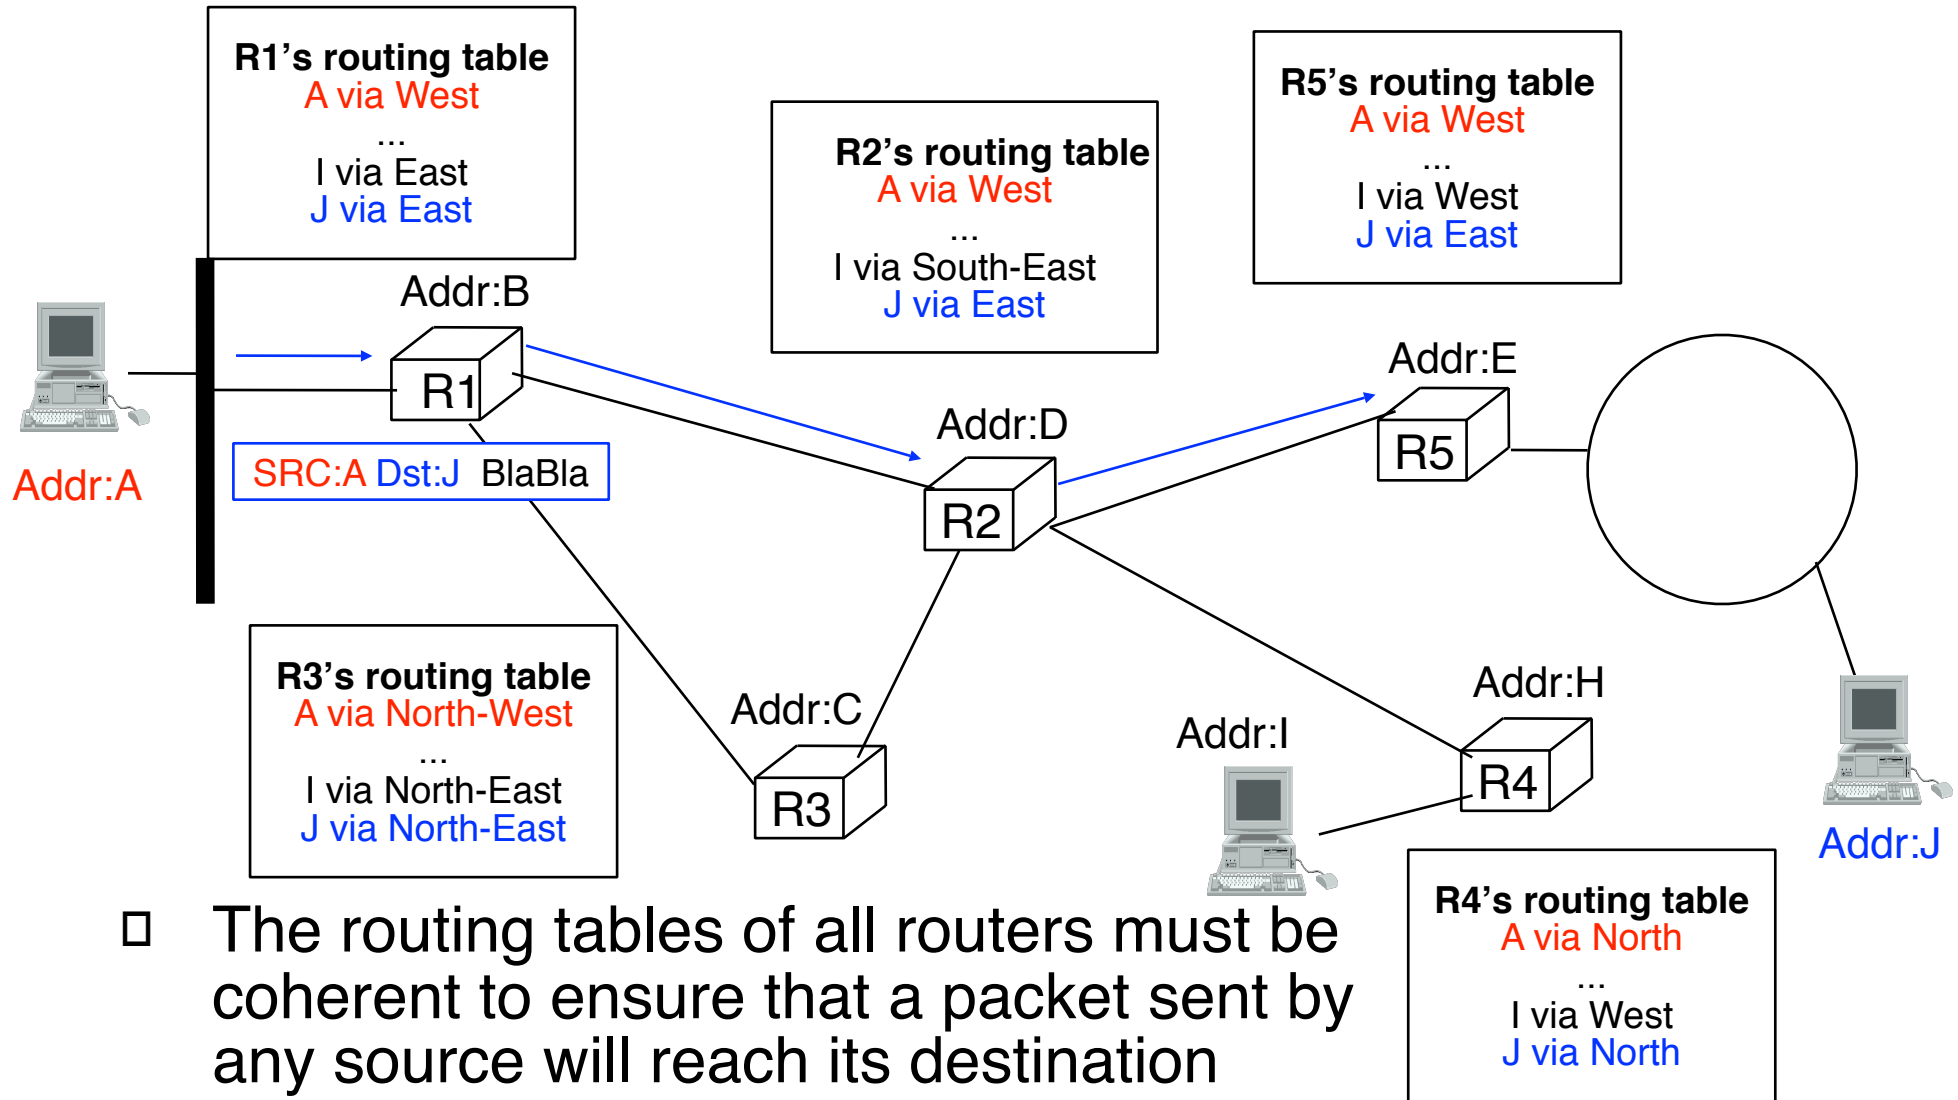 R1’s routing table
A via West
...
I via East
J via East
R2’s routing table
A via West
...
I via South-East
J via East
R5’s routing table
A via West
...
I via West
J via East
Addr:B
R1
Addr:A
SRC:A Dst:J BlaBla
Addr:D
R2
Addr:E
R5
R3’s routing table
A via North-West
...
I via North-East
J via North-East
Addr:C
R3
Addr:I
Addr:H
R4
Addr:J
R4’s routing table
A via North
...
I via West
J via North
The routing tables of all routers must be
coherent to ensure that a packet sent by
any source will reach its destination